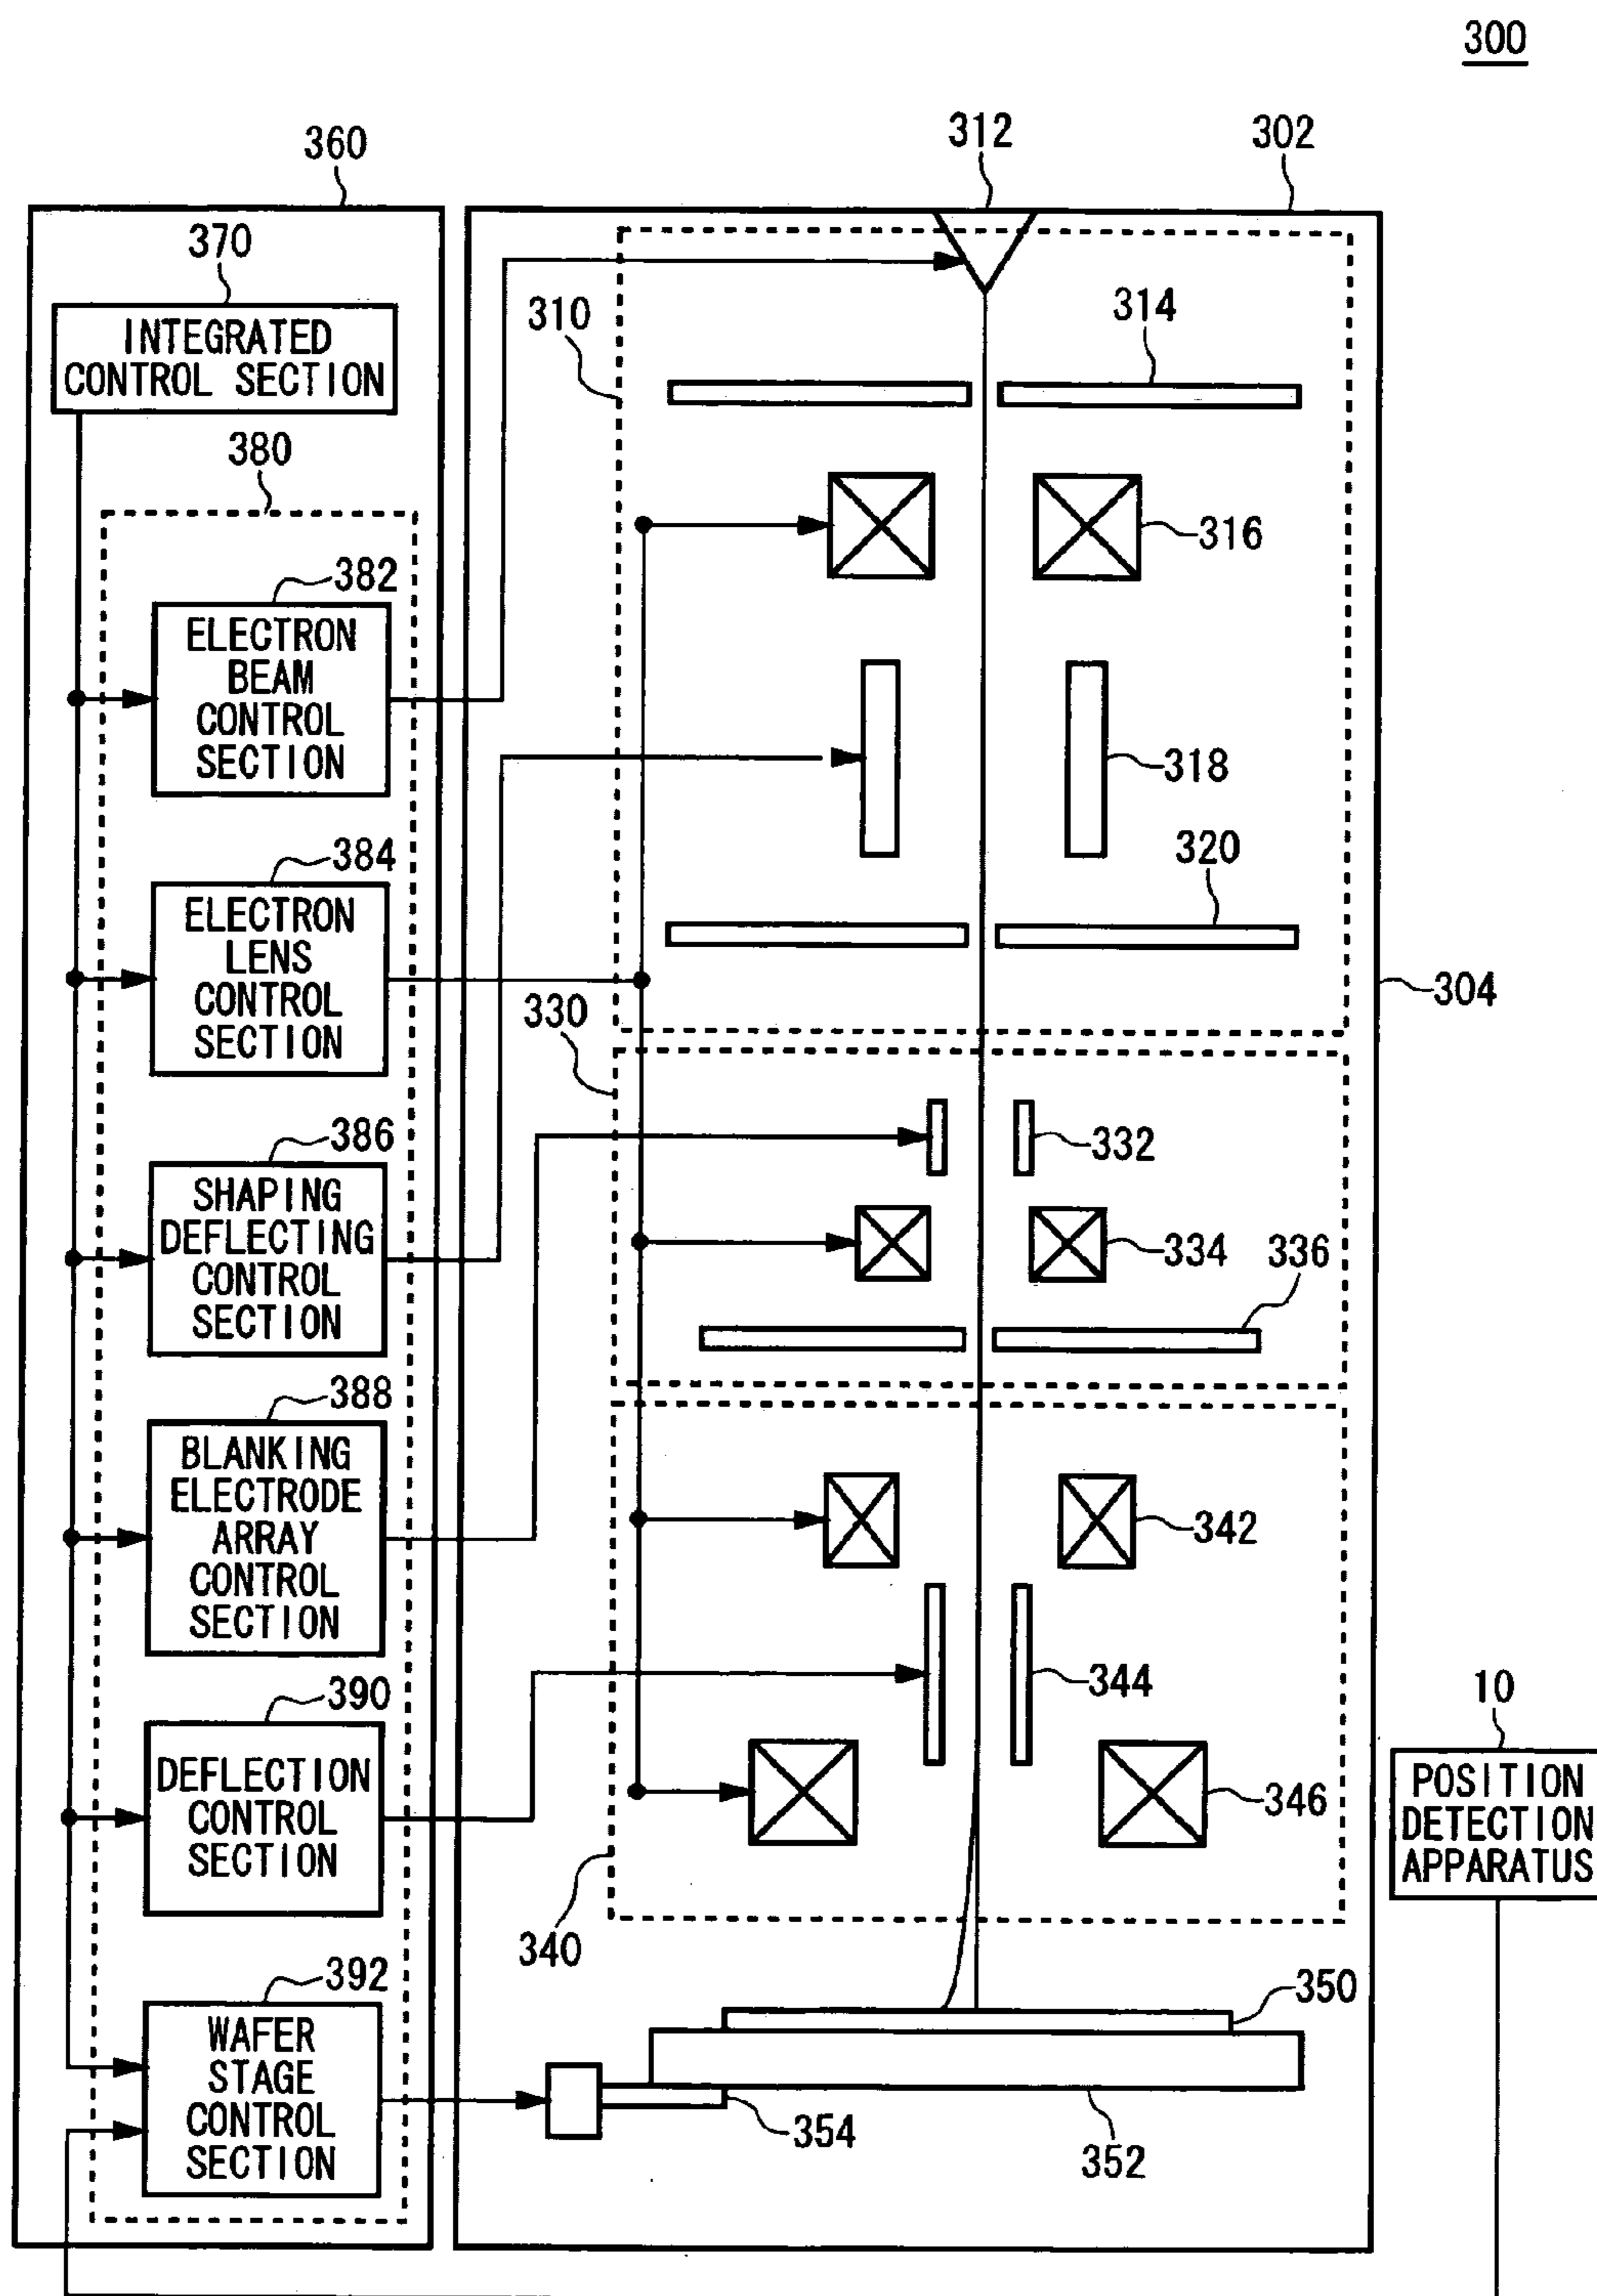 300
360
312
302
370
INTEGRATED
CONTROL SECTION
310
314
380
316
382
ELECTRON
BEAM
CONTROL
SECTION
318
320
384
ELECTRON
LENS
CONTROL
SECTION
304
330
386
SHAPING
DEFLECTING
CONTROL
SECTION
332
334
336
388
BLANKING
ELECTRODE
ARRAY
CONTROL
SECTION
342
344
390
DEFLECTION
CONTROL
SECTION
10
POSITION
DETECTION
APPARATUS
346
340
392
WAFER
STAGE
CONTROL
SECTION
350
354
352